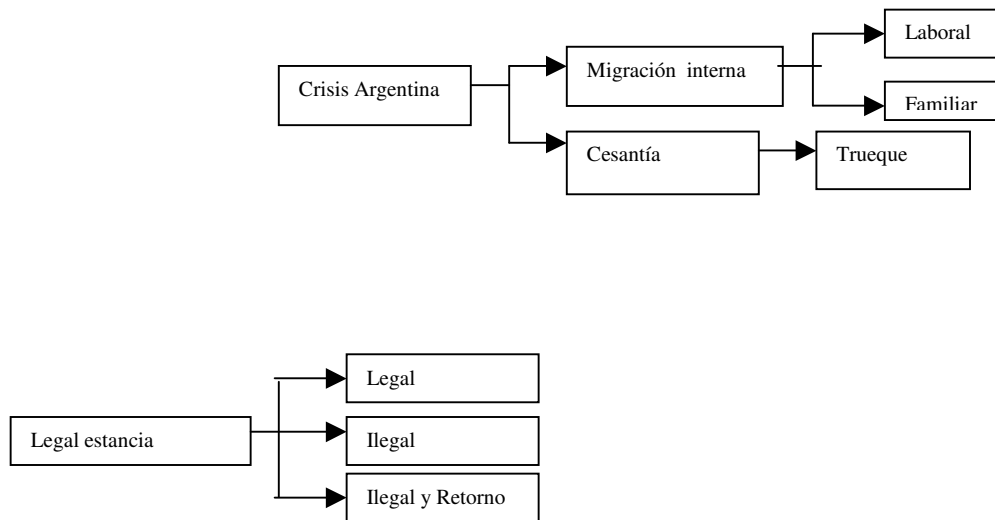 Laboral
Crisis Argentina
Migración interna
Familiar
Cesantía
Trueque
Legal estancia
Legal
Ilegal
Ilegal y Retorno